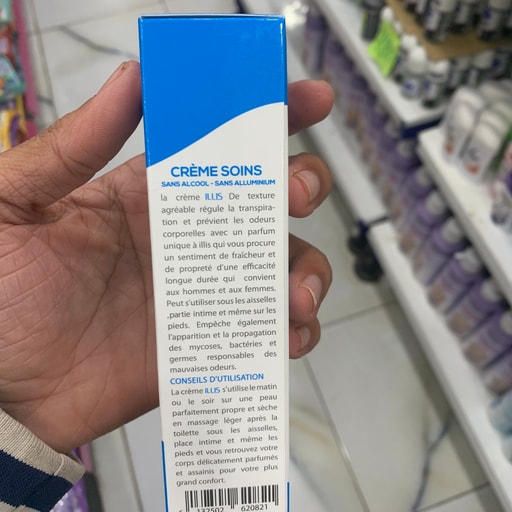 CRÈME SOINS
SANS ALCOOL - SANS ALLUMINIUM
la crème ILLIS De texture
agréable régule la transpira-
tion et prévient les odeurs
corporelles avec un parfum
unique à illis qui vous procure
un sentiment de fraîcheur et
de propreté d'une efficacité
longue durée qui convient
aux hommes et aux femmes.
Peut s'utiliser sous les aisselles
,partie intime et même sur les
pieds. Empêche également
l'apparition et la propagation
des mycoses, bactéries et
germes responsables des
mauvaises odeurs.
CONSEILS D'UTILISATION
La crème ILLIS s'utilise le matin
ou le soir sur une peau
parfaitement propre et sèche
en massage léger après la
toilette sous les aisselles,
place intime et même les
pieds et vous retrouvez votre
corps délicatement parfumés
et assainis pour votre plus
grand confort.
6 132502 620821